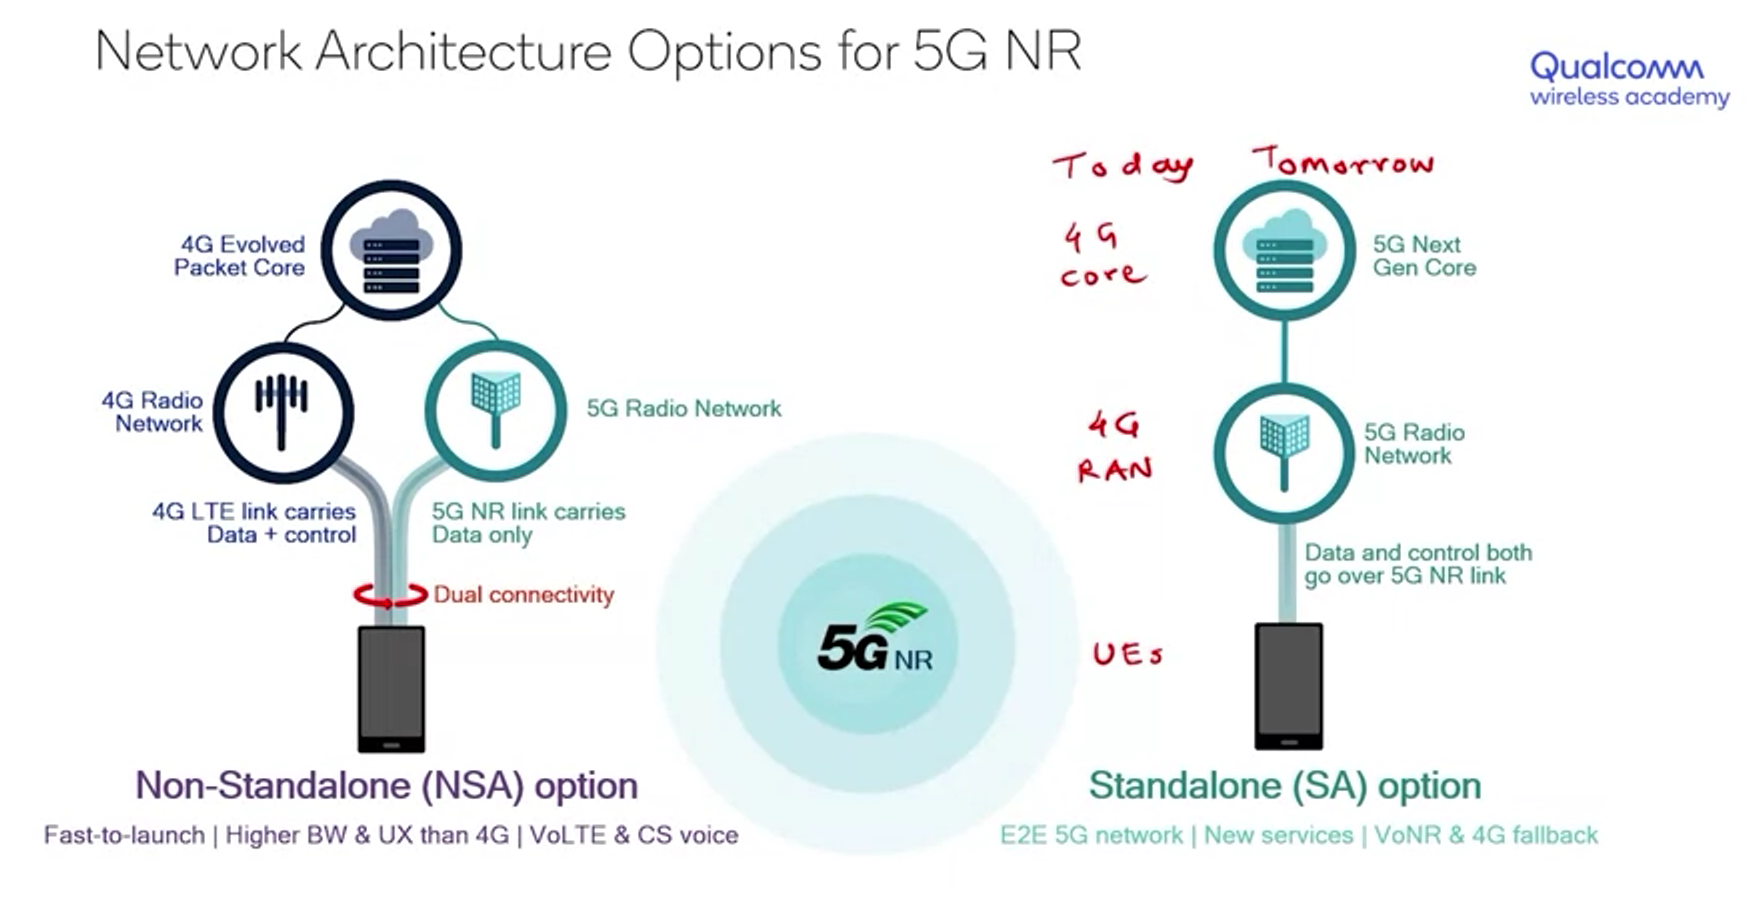 Network Architecture Options for 5G NR
Qualcomm
wireless academy
4G Evolved
Packet Core
4G Radio
Network
5G Radio Network
4G LTE link carries
Data + control
5G NR link carries
Data only
Dual connectivity
Non-Standalone (NSA) option
Fast-to-launch | Higher BW & UX than 4G | VoLTE & CS voice
5G NR
Today Tomorrow
4G
core
5G Next
Gen Core
4G
RAN
5G Radio
Network
Data and control both
go over 5G NR link
UEs
Standalone (SA) option
E2E 5G network | New services | VoNR & 4G fallback